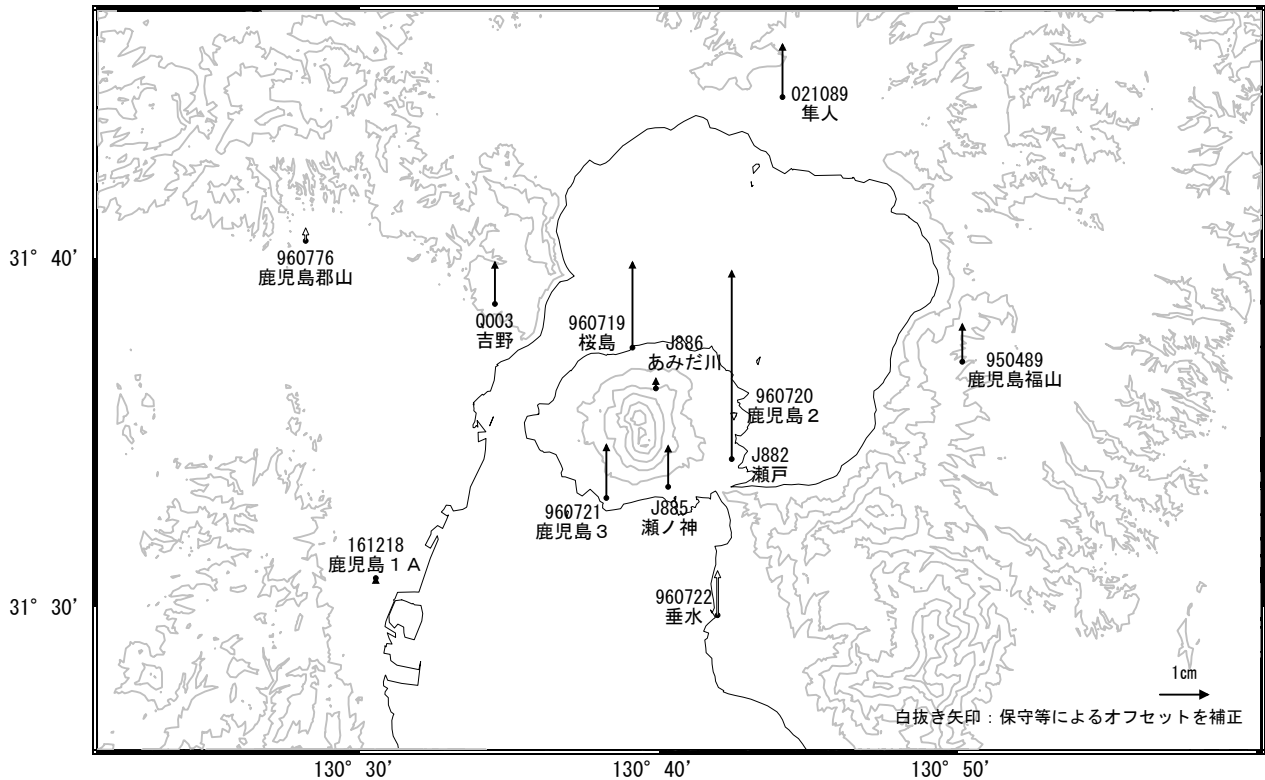 021089
隼人
31° 40′
960776
鹿児島郡山
0003
吉野
960719
桜島
J886
あみだ川
950489
鹿児島福山
960720
鹿児島２
J882
瀬戸
960721
鹿児島３
J885
瀬ノ神
161218
鹿児島１Ａ
31° 30′
960722
垂水
1cm
白抜き矢印：保守等によるオフセットを補正
130° 30′
130° 40′
130° 50′